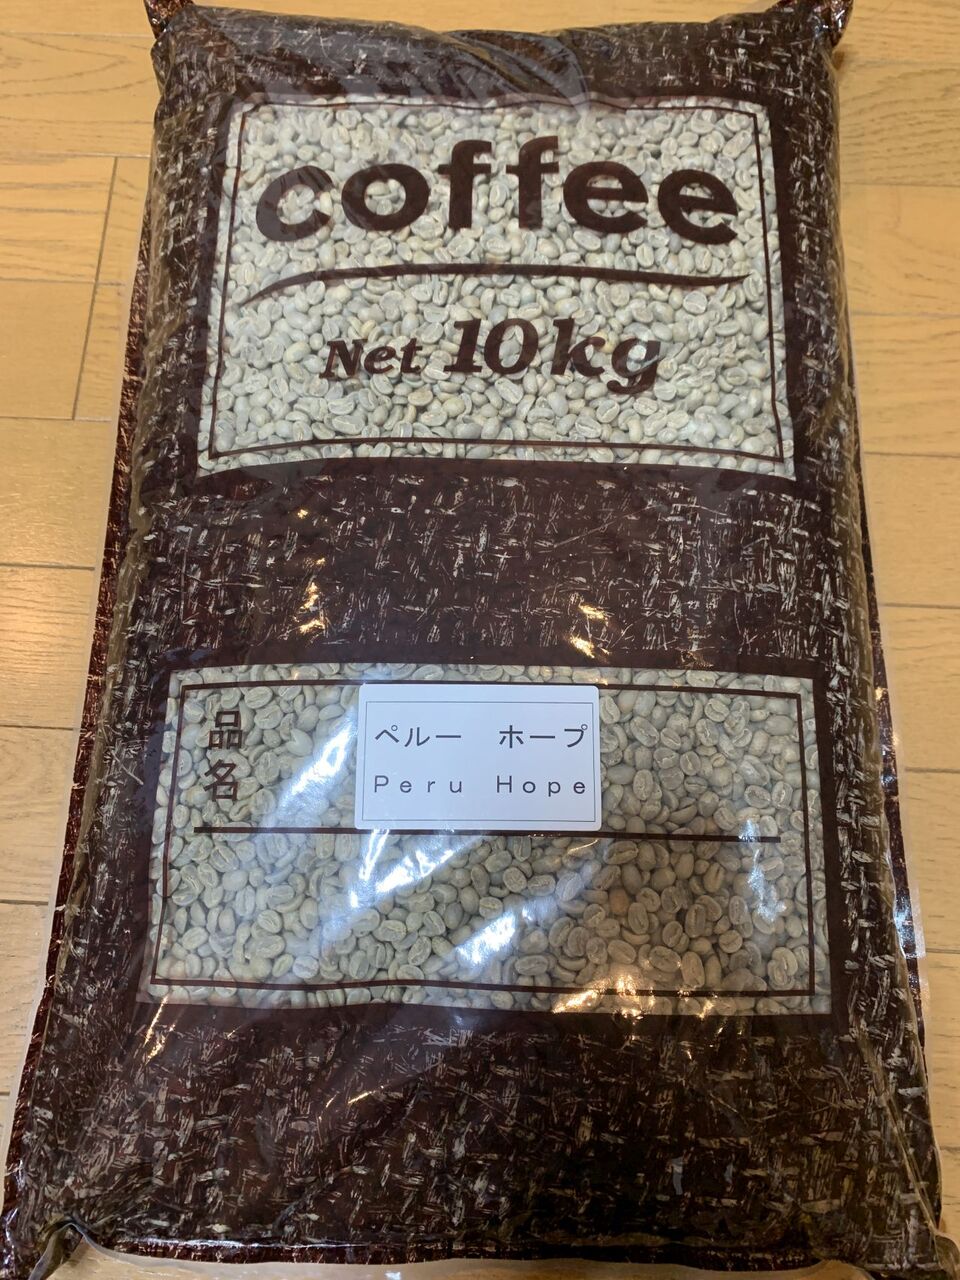 coffee
Net 10kg
品名
ペルー　ホープ
Peru Hope